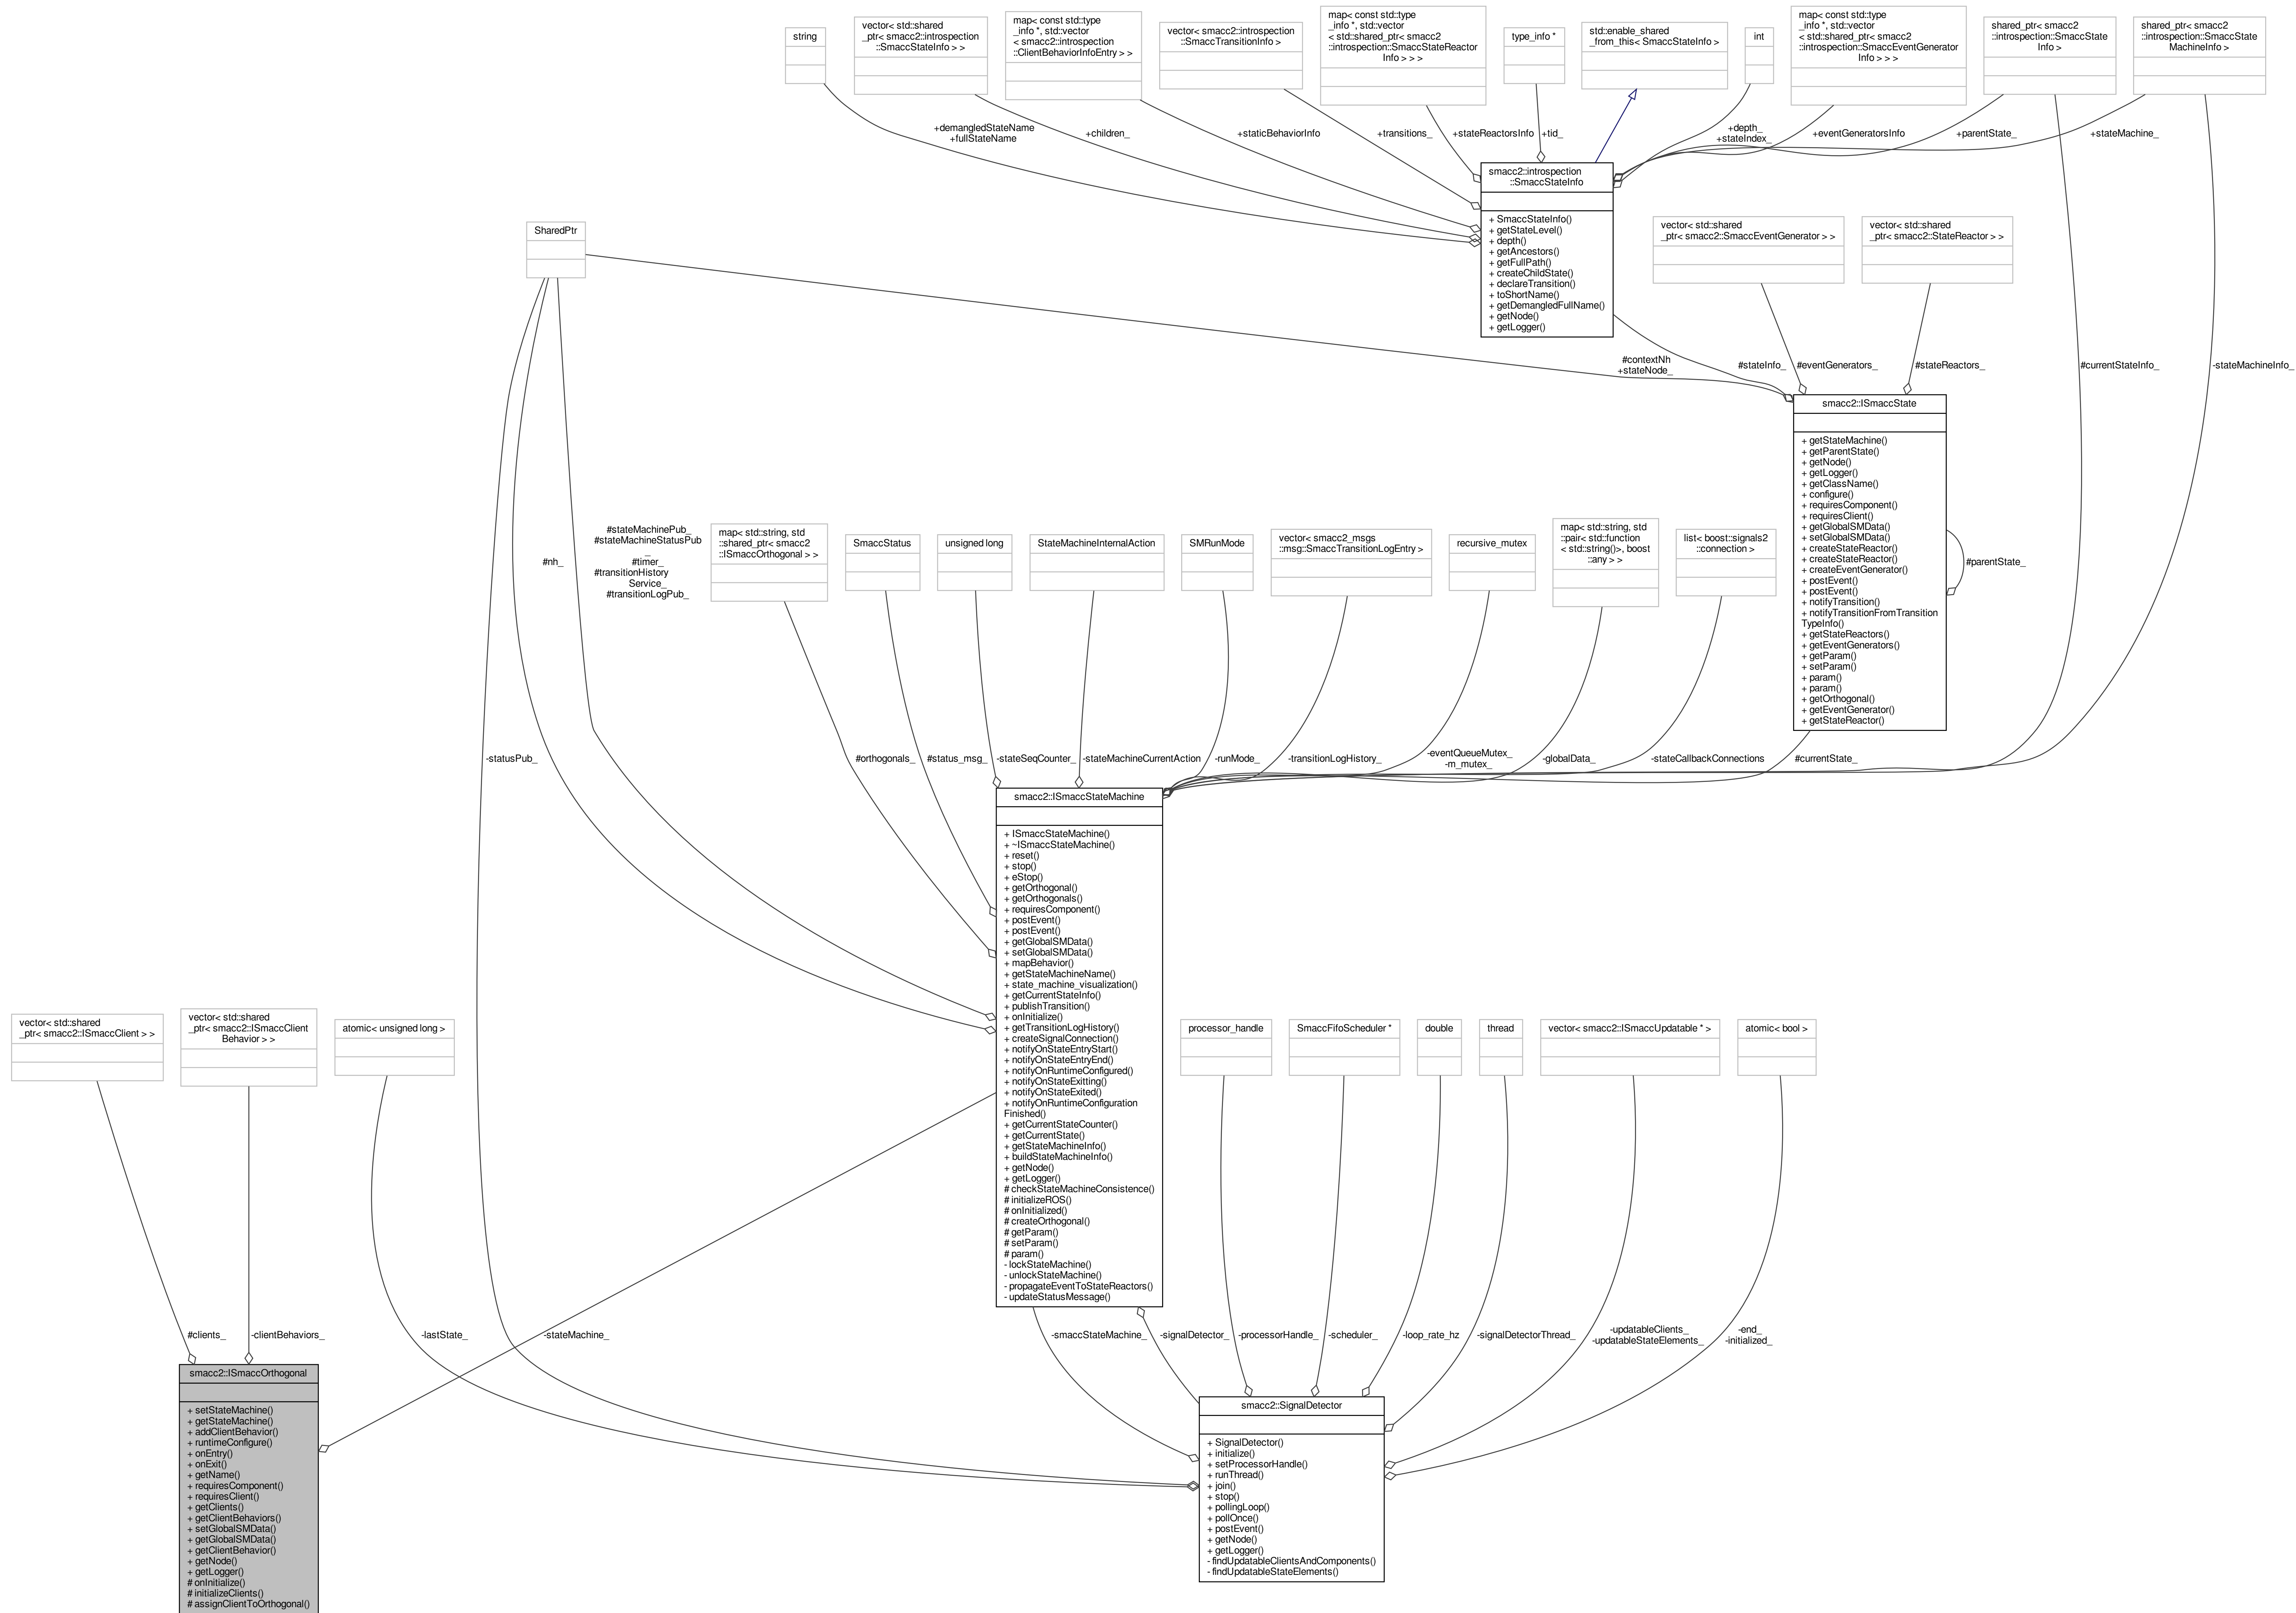 string
vector< std::shared
_ptr< smacc2::introspection
::SmaccStateInfo > >
map< const std::type
_info *, std::vector
< smacc2::introspection
::ClientBehaviorInfoEntry > >
vector< smacc2::introspection
::SmaccTransitionInfo >
map< const std::type
_info *, std::vector
< std::shared_ptr< smacc2
::introspection::SmaccStateReactor
Info > > >
type_info *
std::enable_shared
_from_this< SmaccStateInfo >
int
map< const std::type
_info *, std::vector
< std::shared_ptr< smacc2
::introspection::SmaccEventGenerator
Info > > >
shared_ptr< smacc2
::introspection::SmaccState
Info >
shared_ptr< smacc2
::introspection::SmaccState
MachineInfo >
+demangledStateName
+fullStateName
+children_
+staticBehaviorInfo
+transitions_
+stateReactorsInfo
+tid_
+depth_
+stateIndex_
+eventGeneratorsInfo
+parentState_
+stateMachine_
smacc2::introspection
::SmaccStateInfo
+ SmaccStateInfo()
+ getStateLevel()
+ depth()
+ getAncestors()
+ getFullPath()
+ createChildState()
+ declareTransition()
+ toShortName()
+ getDemangledFullName()
+ getNode()
+ getLogger()
SharedPtr
vector< std::shared
_ptr< smacc2::SmaccEventGenerator > >
vector< std::shared
_ptr< smacc2::StateReactor > >
#contextNh
+stateNode_
#stateInfo_
#eventGenerators_
#stateReactors_
#currentStateInfo_
-stateMachineInfo_
smacc2::ISmaccState
+ getStateMachine()
+ getParentState()
+ getNode()
+ getLogger()
+ getClassName()
+ configure()
+ requiresComponent()
+ requiresClient()
+ getGlobalSMData()
+ setGlobalSMData()
+ createStateReactor()
+ createStateReactor()
+ createEventGenerator()
+ postEvent()
+ postEvent()
+ notifyTransition()
+ notifyTransitionFromTransition
TypeInfo()
+ getStateReactors()
+ getEventGenerators()
+ getParam()
+ setParam()
+ param()
+ param()
+ getOrthogonal()
+ getEventGenerator()
+ getStateReactor()
#parentState_
#nh_
#stateMachinePub_
#stateMachineStatusPub
_
#timer_
#transitionHistory
Service_
#transitionLogPub_
map< std::string, std
::shared_ptr< smacc2
::ISmaccOrthogonal > >
SmaccStatus
unsigned long
StateMachineInternalAction
SMRunMode
vector< smacc2_msgs
::msg::SmaccTransitionLogEntry >
recursive_mutex
map< std::string, std
::pair< std::function
< std::string()>, boost
::any > >
list< boost::signals2
::connection >
-statusPub_
#orthogonals_
#status_msg_
-stateSeqCounter_
-stateMachineCurrentAction
-runMode_
-transitionLogHistory_
-eventQueueMutex_
-m_mutex_
-globalData_
-stateCallbackConnections
#currentState_
smacc2::ISmaccStateMachine
+ ISmaccStateMachine()
+ ~ISmaccStateMachine()
+ reset()
+ stop()
+ eStop()
+ getOrthogonal()
+ getOrthogonals()
+ requiresComponent()
+ postEvent()
+ postEvent()
+ getGlobalSMData()
+ setGlobalSMData()
+ mapBehavior()
+ getStateMachineName()
+ state_machine_visualization()
+ getCurrentStateInfo()
+ publishTransition()
+ onInitialize()
+ getTransitionLogHistory()
+ createSignalConnection()
+ notifyOnStateEntryStart()
+ notifyOnStateEntryEnd()
+ notifyOnRuntimeConfigured()
+ notifyOnStateExitting()
+ notifyOnStateExited()
+ notifyOnRuntimeConfiguration
Finished()
+ getCurrentStateCounter()
+ getCurrentState()
+ getStateMachineInfo()
+ buildStateMachineInfo()
+ getNode()
+ getLogger()
# checkStateMachineConsistence()
# initializeROS()
# onInitialized()
# createOrthogonal()
# getParam()
# setParam()
# param()
- lockStateMachine()
- unlockStateMachine()
- propagateEventToStateReactors()
- updateStatusMessage()
vector< std::shared
_ptr< smacc2::ISmaccClient > >
vector< std::shared
_ptr< smacc2::ISmaccClient
Behavior > >
atomic< unsigned long >
processor_handle
SmaccFifoScheduler *
double
thread
vector< smacc2::ISmaccUpdatable * >
atomic< bool >
#clients_
-clientBehaviors_
-lastState_
-stateMachine_
-smaccStateMachine_
-signalDetector_
-processorHandle_
-scheduler_
-loop_rate_hz
-signalDetectorThread_
-updatableClients_
-updatableStateElements_
-end_
-initialized_
smacc2::ISmaccOrthogonal
+ setStateMachine()
+ getStateMachine()
+ addClientBehavior()
+ runtimeConfigure()
+ onEntry()
+ onExit()
+ getName()
+ requiresComponent()
+ requiresClient()
+ getClients()
+ getClientBehaviors()
+ setGlobalSMData()
+ getGlobalSMData()
+ getClientBehavior()
+ getNode()
+ getLogger()
# onInitialize()
# initializeClients()
# assignClientToOrthogonal()
smacc2::SignalDetector
+ SignalDetector()
+ initialize()
+ setProcessorHandle()
+ runThread()
+ join()
+ stop()
+ pollingLoop()
+ pollOnce()
+ postEvent()
+ getNode()
+ getLogger()
- findUpdatableClientsAndComponents()
- findUpdatableStateElements()